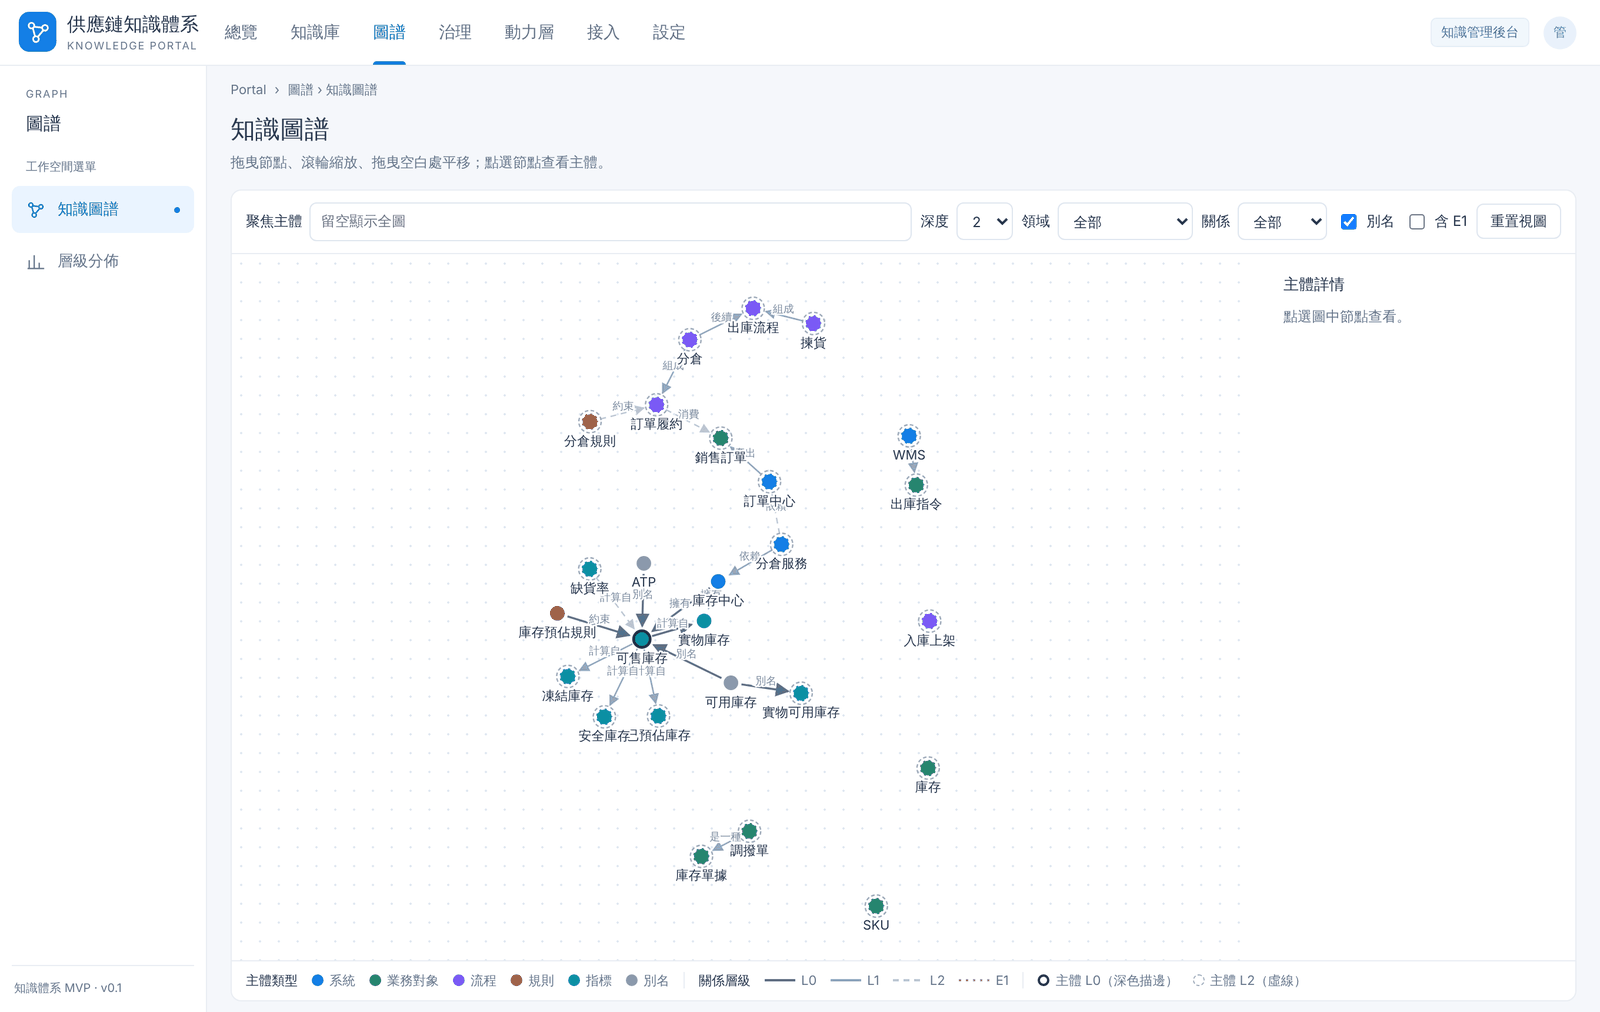 供應鏈知識體系
KNOWLEDGE PORTAL
總覽
知識庫
圖譜
治理
動力層
接入
設定
知識管理後台
管
GRAPH
圖譜
工作空間選單
知識圖譜
層級分佈
知識體系 MVP · v0.1
Portal › 圖譜 › 知識圖譜
知識圖譜
拖曳節點、滾輪縮放、拖曳空白處平移；點選節點查看主體。
聚焦主體
留空顯示全圖
深度
2
領域
全部
關係
全部
別名
含 E1
重置視圖
主體詳情
點選圖中節點查看。
組成
後續
出庫流程
揀貨
分倉
組成
約束
消費
訂單履約
分倉規則
銷售訂單
出
WMS
訂單中心
出庫指令
依賴
分倉服務
ATP
缺貨率
計算自
別名
擁有
庫存中心
庫存預估規則
約束
計算自
實物庫存
入庫上架
計算自
可售庫存
別名
計算自
算自
凍結庫存
別名
可用庫存
實物可用庫存
安全庫存
已預佔庫存
庫存
是一種
調撥單
庫存單據
SKU
主體類型
系統
業務對象
流程
規則
指標
別名
關係層級
L0
L1
L2
E1
主體 L0（深色描邊）
主體 L2（虛線）